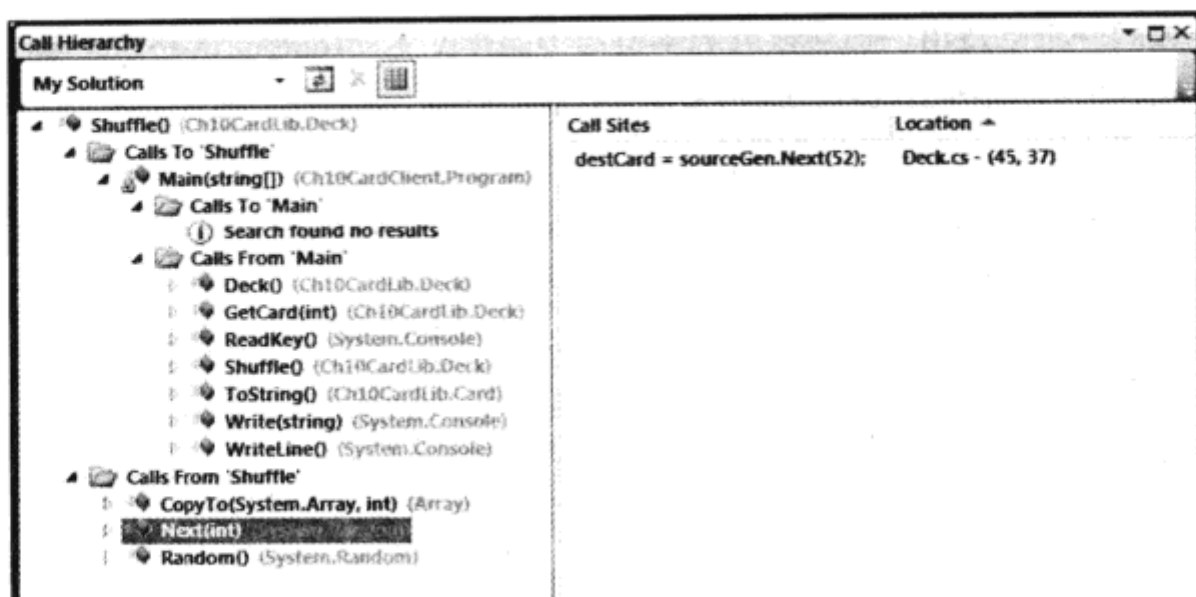 Call Hierarchy
My Solution
Shuffle() (Ch10CardLib.Deck)
Calls To 'Shuffle'
Main(string[]) (Ch10CardClient.Program)
Calls To 'Main'
Search found no results
Calls From 'Main'
Deck() (Ch10CardLib.Deck)
GetCard(int) (Ch10CardLib.Deck)
ReadKey() (System.Console)
Shuffle() (Ch10CardLib.Deck)
ToString() (Ch10CardLib.Card)
Write(string) (System.Console)
WriteLine() (System.Console)
Calls From 'Shuffle'
CopyTo(System.Array, int) (Array)
Next(int)
Random() (System.Random)
Call Sites Location
destCard = sourceGen.Next(52); Deck.cs - (45, 37)